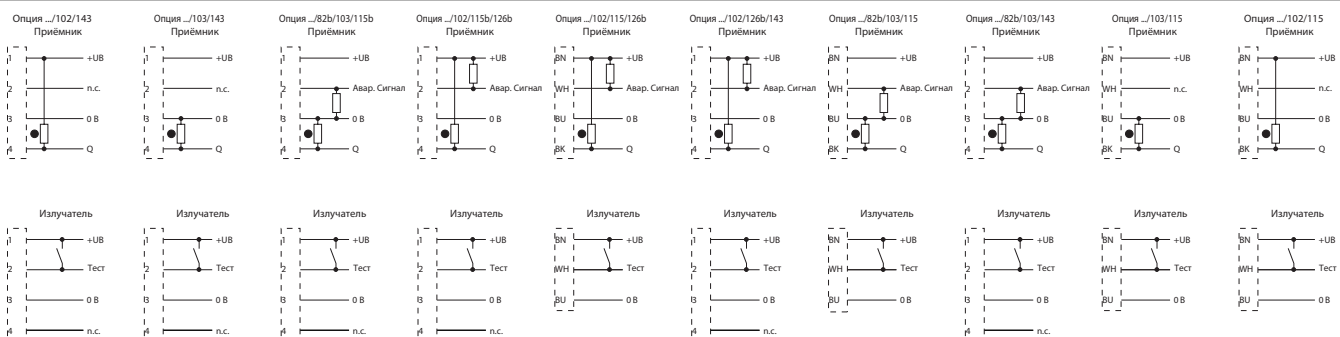 Опция .../102/143
Приёмник
1 +UB
2 n.c.
3 0 В
4 Q
Опция .../103/143
Приёмник
1 +UB
2 n.c.
3 0 В
4 Q
Опция .../82b/103/115b
Приёмник
1 +UB
2 Авар. Сигнал
3 0 В
4 Q
Опция .../102/115b/126b
Приёмник
1 +UB
2 Авар. Сигнал
3 0 В
4 Q
Опция .../102/115/126b
Приёмник
BN +UB
WH Авар. Сигнал
BU 0 В
BK Q
Опция .../102/126b/143
Приёмник
1 +UB
2 Авар. Сигнал
3 0 В
4 Q
Опция .../82b/103/115
Приёмник
BN +UB
WH Авар. Сигнал
BU 0 В
BK Q
Опция .../82b/103/143
Приёмник
1 +UB
2 Авар. Сигнал
3 0 В
4 Q
Опция .../103/115
Приёмник
BN +UB
WH n.c.
BU 0 В
BK Q
Опция .../102/115
Приёмник
BN +UB
WH n.c.
BU 0 В
BK Q
Излучатель
1 +UB
2 Тест
3 0 В
4 n.c.
Излучатель
1 +UB
2 Тест
3 0 В
4 n.c.
Излучатель
1 +UB
2 Тест
3 0 В
4 n.c.
Излучатель
1 +UB
2 Тест
3 0 В
4 n.c.
Излучатель
BN +UB
WH Тест
BU 0 В
Излучатель
1 +UB
2 Тест
3 0 В
4 n.c.
Излучатель
BN +UB
WH Тест
BU 0 В
Излучатель
1 +UB
2 Тест
3 0 В
4 n.c.
Излучатель
BN +UB
WH Тест
BU 0 В
Излучатель
BN +UB
WH Тест
BU 0 В